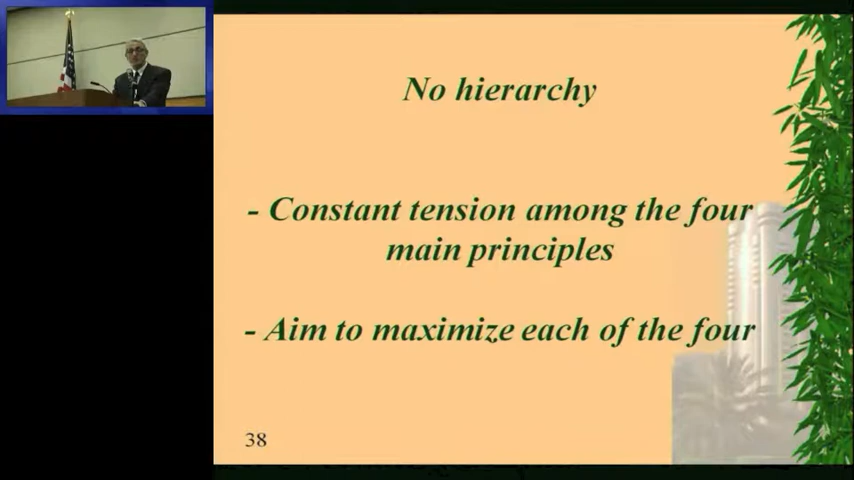 No hierarchy
- Constant tension among the four
main principles
- Aim to maximize each of the four
38